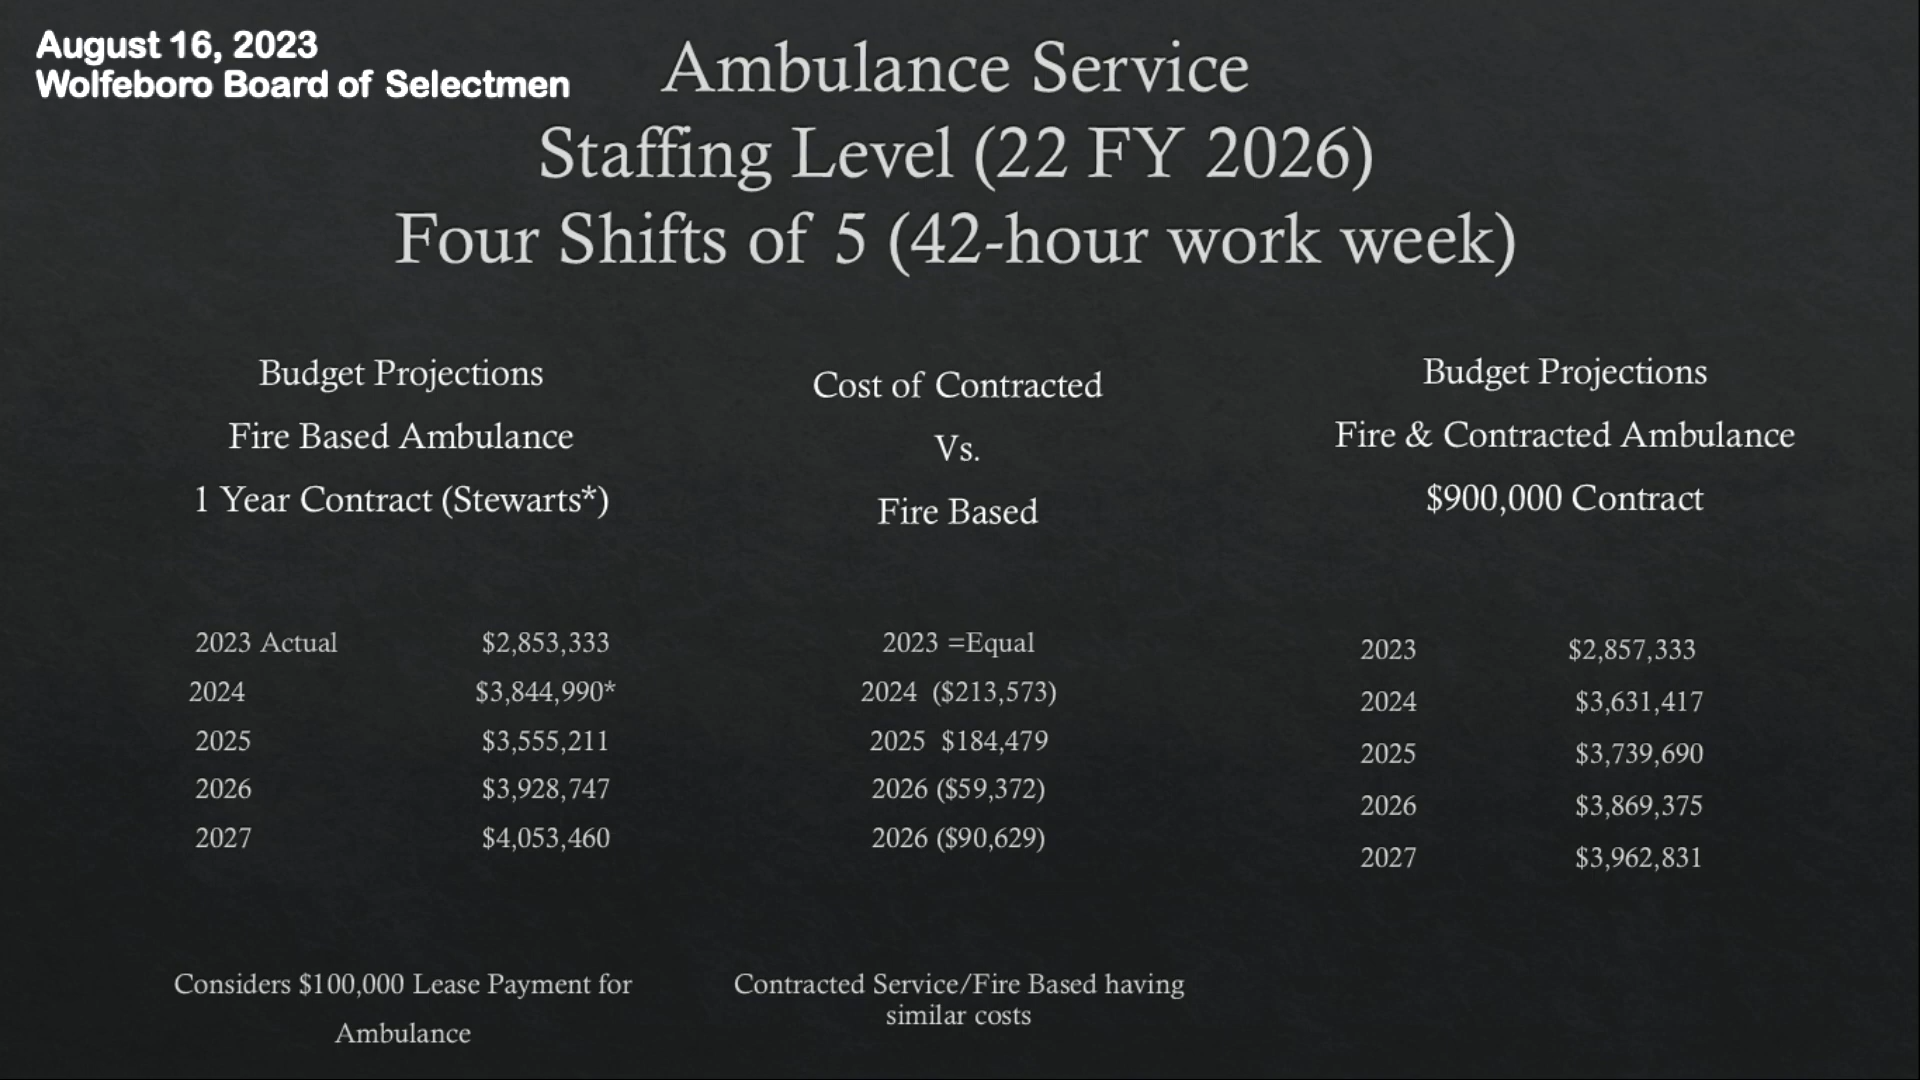 August 16, 2023
Wolfeboro Board of Selectmen
Ambulance Service
Staffing Level (22 FY 2026)
Four Shifts of 5 (42-hour work week)
Budget Projections
Fire Based Ambulance
1 Year Contract (Stewarts*)
2023 Actual $2,853,333
2024 $3,844,990*
2025 $3,555,211
2026 $3,928,747
2027 $4,053,460
Considers $100,000 Lease Payment for
Ambulance
Cost of Contracted
Vs.
Fire Based
2023 =Equal
2024 ($213,573)
2025 $184,479
2026 ($59,372)
2026 ($90,629)
Contracted Service/Fire Based having
similar costs
Budget Projections
Fire & Contracted Ambulance
$900,000 Contract
2023 $2,857,333
2024 $3,631,417
2025 $3,739,690
2026 $3,869,375
2027 $3,962,831